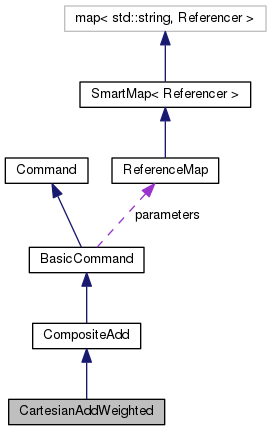 map< std::string, Referencer >
SmartMap< Referencer >
Command
ReferenceMap
parameters
BasicCommand
CompositeAdd
CartesianAddWeighted